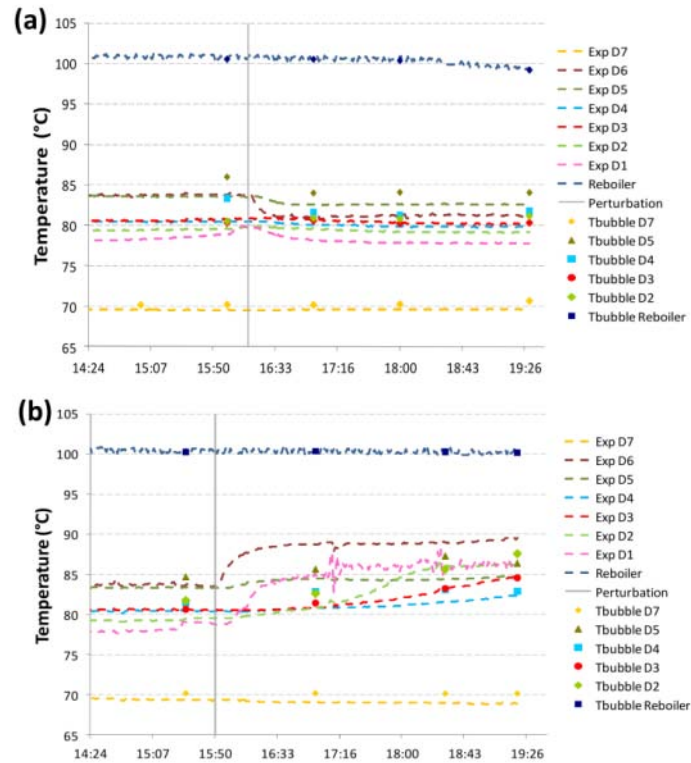 (a)
105
100
95
90
85
80
75
70
65
Temperature (°C)
14:24 15:07 15:50 16:33 17:16 18:00 18:43 19:26
Exp D7
Exp D6
Exp D5
Exp D4
Exp D3
Exp D2
Exp D1
Reboiler
Perturbation
Tbubble D7
Tbubble D5
Tbubble D4
Tbubble D3
Tbubble D2
Tbubble Reboiler
(b)
105
100
95
90
85
80
75
70
65
Temperature (°C)
14:24 15:07 15:50 16:33 17:16 18:00 18:43 19:26
Exp D7
Exp D6
Exp D5
Exp D4
Exp D3
Exp D2
Exp D1
Reboiler
Perturbation
Tbubble D7
Tbubble D5
Tbubble D4
Tbubble D3
Tbubble D2
Tbubble Reboiler